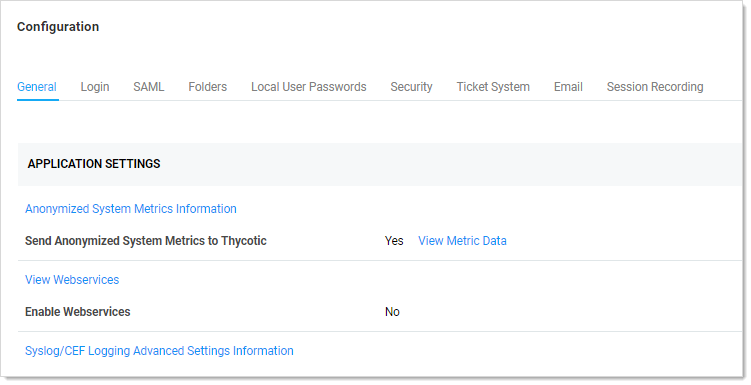 Configuration
General Login SAML Folders Local User Passwords Security Ticket System Email Session Recording
APPLICATION SETTINGS
Anonymized System Metrics Information
Send Anonymized System Metrics to Thycotic Yes View Metric Data
View Webservices
Enable Webservices No
Syslog/CEF Logging Advanced Settings Information